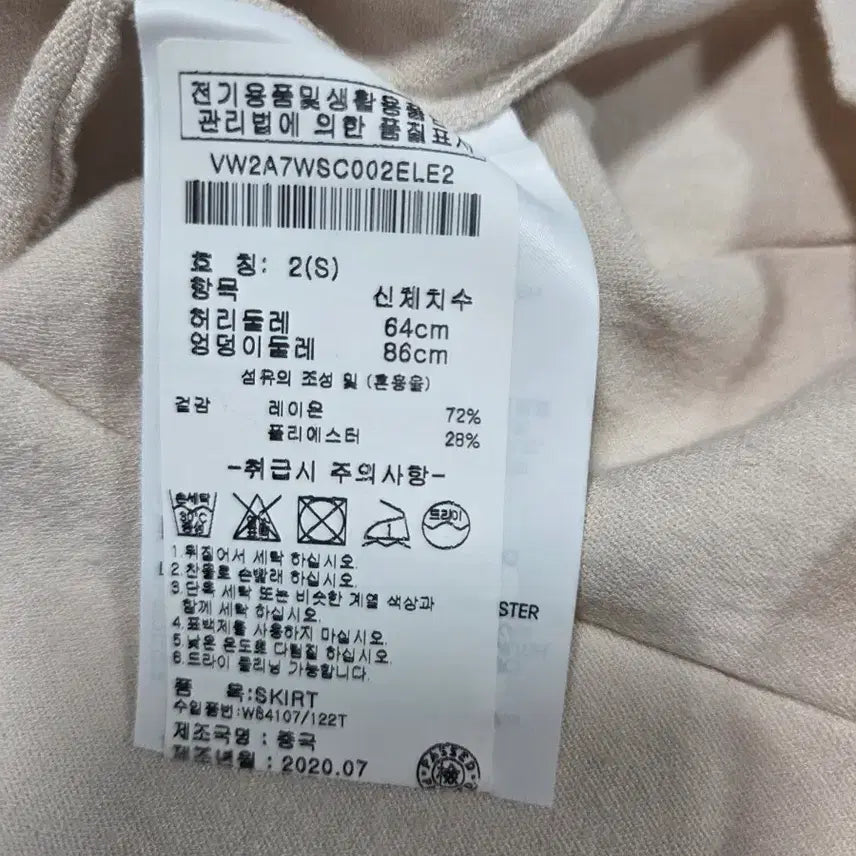 전기용품및생활용품안전
관리법에 의한 품질표시
VW2A7WSC002ELE2
호 칭: 2(S)
항목 신체치수
허리둘레 64cm
엉덩이둘레 86cm
섬유의 조성 및 (혼용율)
겉감 레이온 72%
폴리에스터 28%
-취급시 주의사항-
손세탁 30℃ 중성
염소표백
드라이
1.뒤집어서 세탁 하십시오.
2.찬물로 손빨래 하십시오.
3.단독 세탁 또는 비슷한 계열 색상과
함께 세탁 하십시오.
4.표백제를 사용하지 마십시오.
5.낮은 온도로 다림질 하십시오.
6.드라이 클리닝 가능합니다.
STER
품 목:SKIRT
수입품번:WB4107/122T
제조국명 : 중국
제조년월 : 2020.07
PASSED